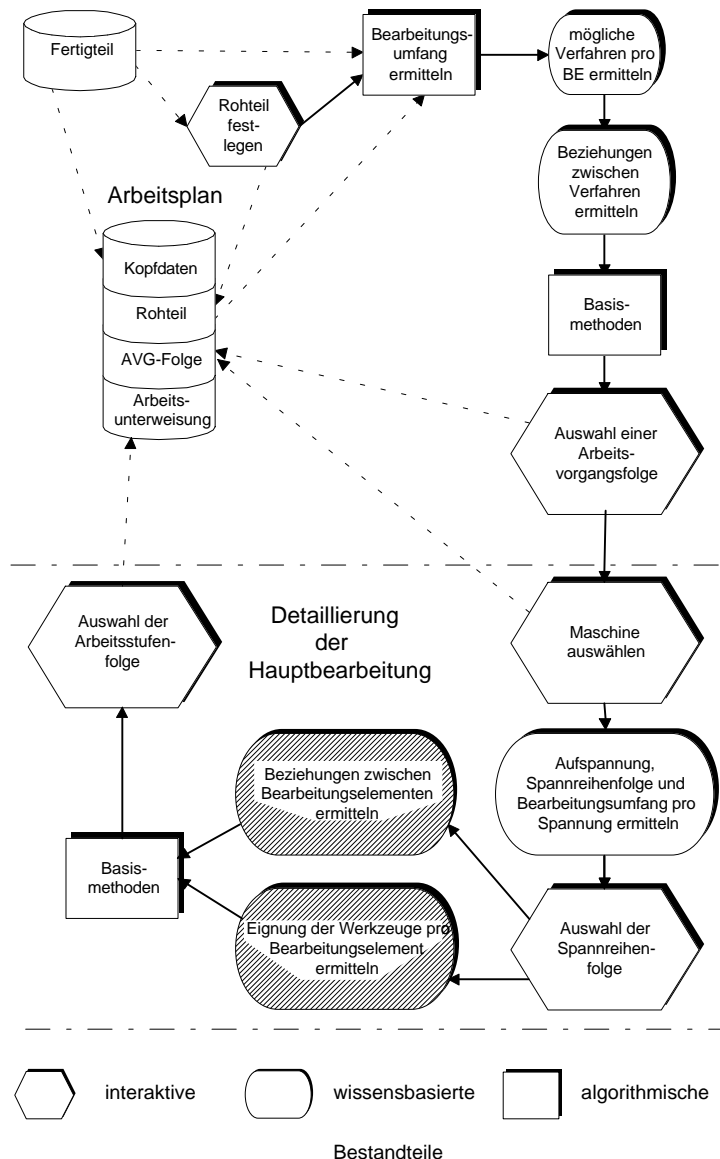 Fertigteil
Bearbeitungs-
umfang
ermitteln
mögliche
Verfahren pro
BE ermitteln
Rohteil
fest-
legen
Beziehungen
zwischen
Verfahren
ermitteln
Arbeitsplan
Kopfdaten
Rohteil
AVG-Folge
Arbeits-
unterweisung
Basis-
methoden
Auswahl einer
Arbeits-
vorgangsfolge
Auswahl der
Arbeitsstufen-
folge
Detaillierung
der
Hauptbearbeitung
Maschine
auswählen
Aufspannung,
Spannreihenfolge und
Bearbeitungsumfang pro
Spannung ermitteln
Beziehungen zwischen
Bearbeitungselementen
ermitteln
Basis-
methoden
Eignung der Werkzeuge pro
Bearbeitungselement
ermitteln
Auswahl der
Spannreihen-
folge
interaktive
wissensbasierte
algorithmische
Bestandteile